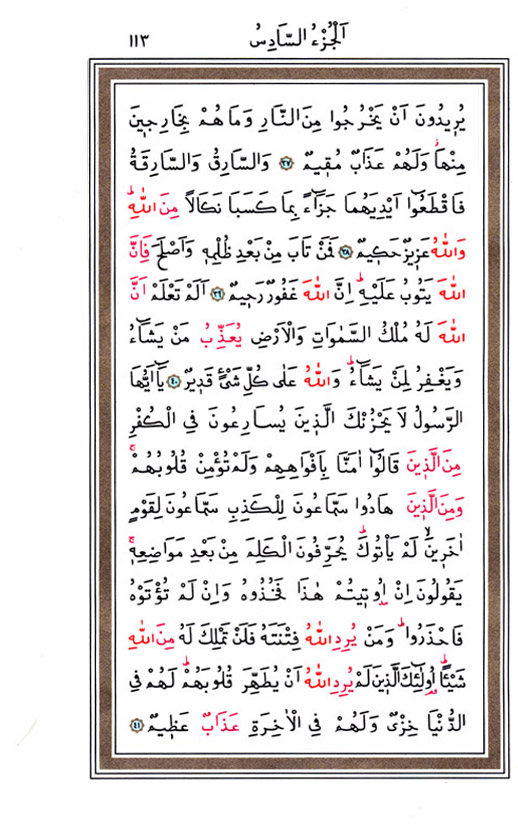 اَلْجُزْءُ السَّادِسُ ١١٣
يُرٖيدُونَ اَنْ يَخْرُجُوا مِنَ النَّارِ وَمَا هُمْ بِخَارِجٖينَ
مِنْهَاۘ وَلَهُمْ عَذَابٌ مُقٖيمٌ ﴿٣٧﴾ وَالسَّارِقُ وَالسَّارِقَةُ
فَاقْطَعُٓوا اَيْدِيَهُمَا جَزَٓاءً بِمَا كَسَبَا نَكَالاً مِنَ اللّٰهِؕ
وَاللّٰهُ عَزٖيزٌ حَكٖيمٌ ﴿٣٨﴾ فَمَنْ تَابَ مِنْ بَعْدِ ظُلْمِهٖ وَاَصْلَحَ فَاِنَّ
اللّٰهَ يَتُوبُ عَلَيْهِؕ اِنَّ اللّٰهَ غَفُورٌ رَحٖيمٌ ﴿٣٩﴾ اَلَمْ تَعْلَمْ اَنَّ
اللّٰهَ لَهُ مُلْكُ السَّمٰوَاتِ وَالْاَرْضِ يُعَذِّبُ مَنْ يَشَٓاءُ
وَيَغْفِرُ لِمَنْ يَشَٓاءُؕ وَاللّٰهُ عَلٰى كُلِّ شَيْءٍ قَدٖيرٌ ﴿٤٠﴾ يَٓا اَيُّهَا
الرَّسُولُ لَا يَحْزُنْكَ الَّذٖينَ يُسَارِعُونَ فِي الْكُفْرِ
مِنَ الَّذٖينَ قَالُٓوا اٰمَنَّا بِاَفْوَاهِهِمْ وَلَمْ تُؤْمِنْ قُلُوبُهُمْۚ
وَمِنَ الَّذٖينَ هَادُوا سَمَّاعُونَ لِلْكَذِبِ سَمَّاعُونَ لِقَوْمٍ
اٰخَرٖينَۙ لَمْ يَأْتُوكَؕ يُحَرِّفُونَ الْكَلِمَ مِنْ بَعْدِ مَوَاضِعِهٖۚ
يَقُولُونَ اِنْ اُو۫تٖيتُمْ هٰذَا فَخُذُوهُ وَاِنْ لَمْ تُؤْتَوْهُ
فَاحْذَرُواؕ وَمَنْ يُرِدِ اللّٰهُ فِتْنَتَهُ فَلَنْ تَمْلِكَ لَهُ مِنَ اللّٰهِ
شَيْـٔاًؕ اُو۬لٰٓئِكَ الَّذٖينَ لَمْ يُرِدِ اللّٰهُ اَنْ يُطَهِّرَ قُلُوبَهُمْؕ لَهُمْ فِي
الدُّنْيَا خِزْيٌ وَلَهُمْ فِي الْاٰخِرَةِ عَذَابٌ عَظٖيمٌ ﴿٤١﴾